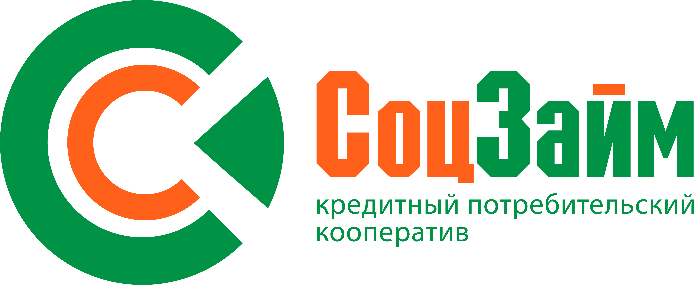 СоцЗайм
кредитный потребительский
кооператив